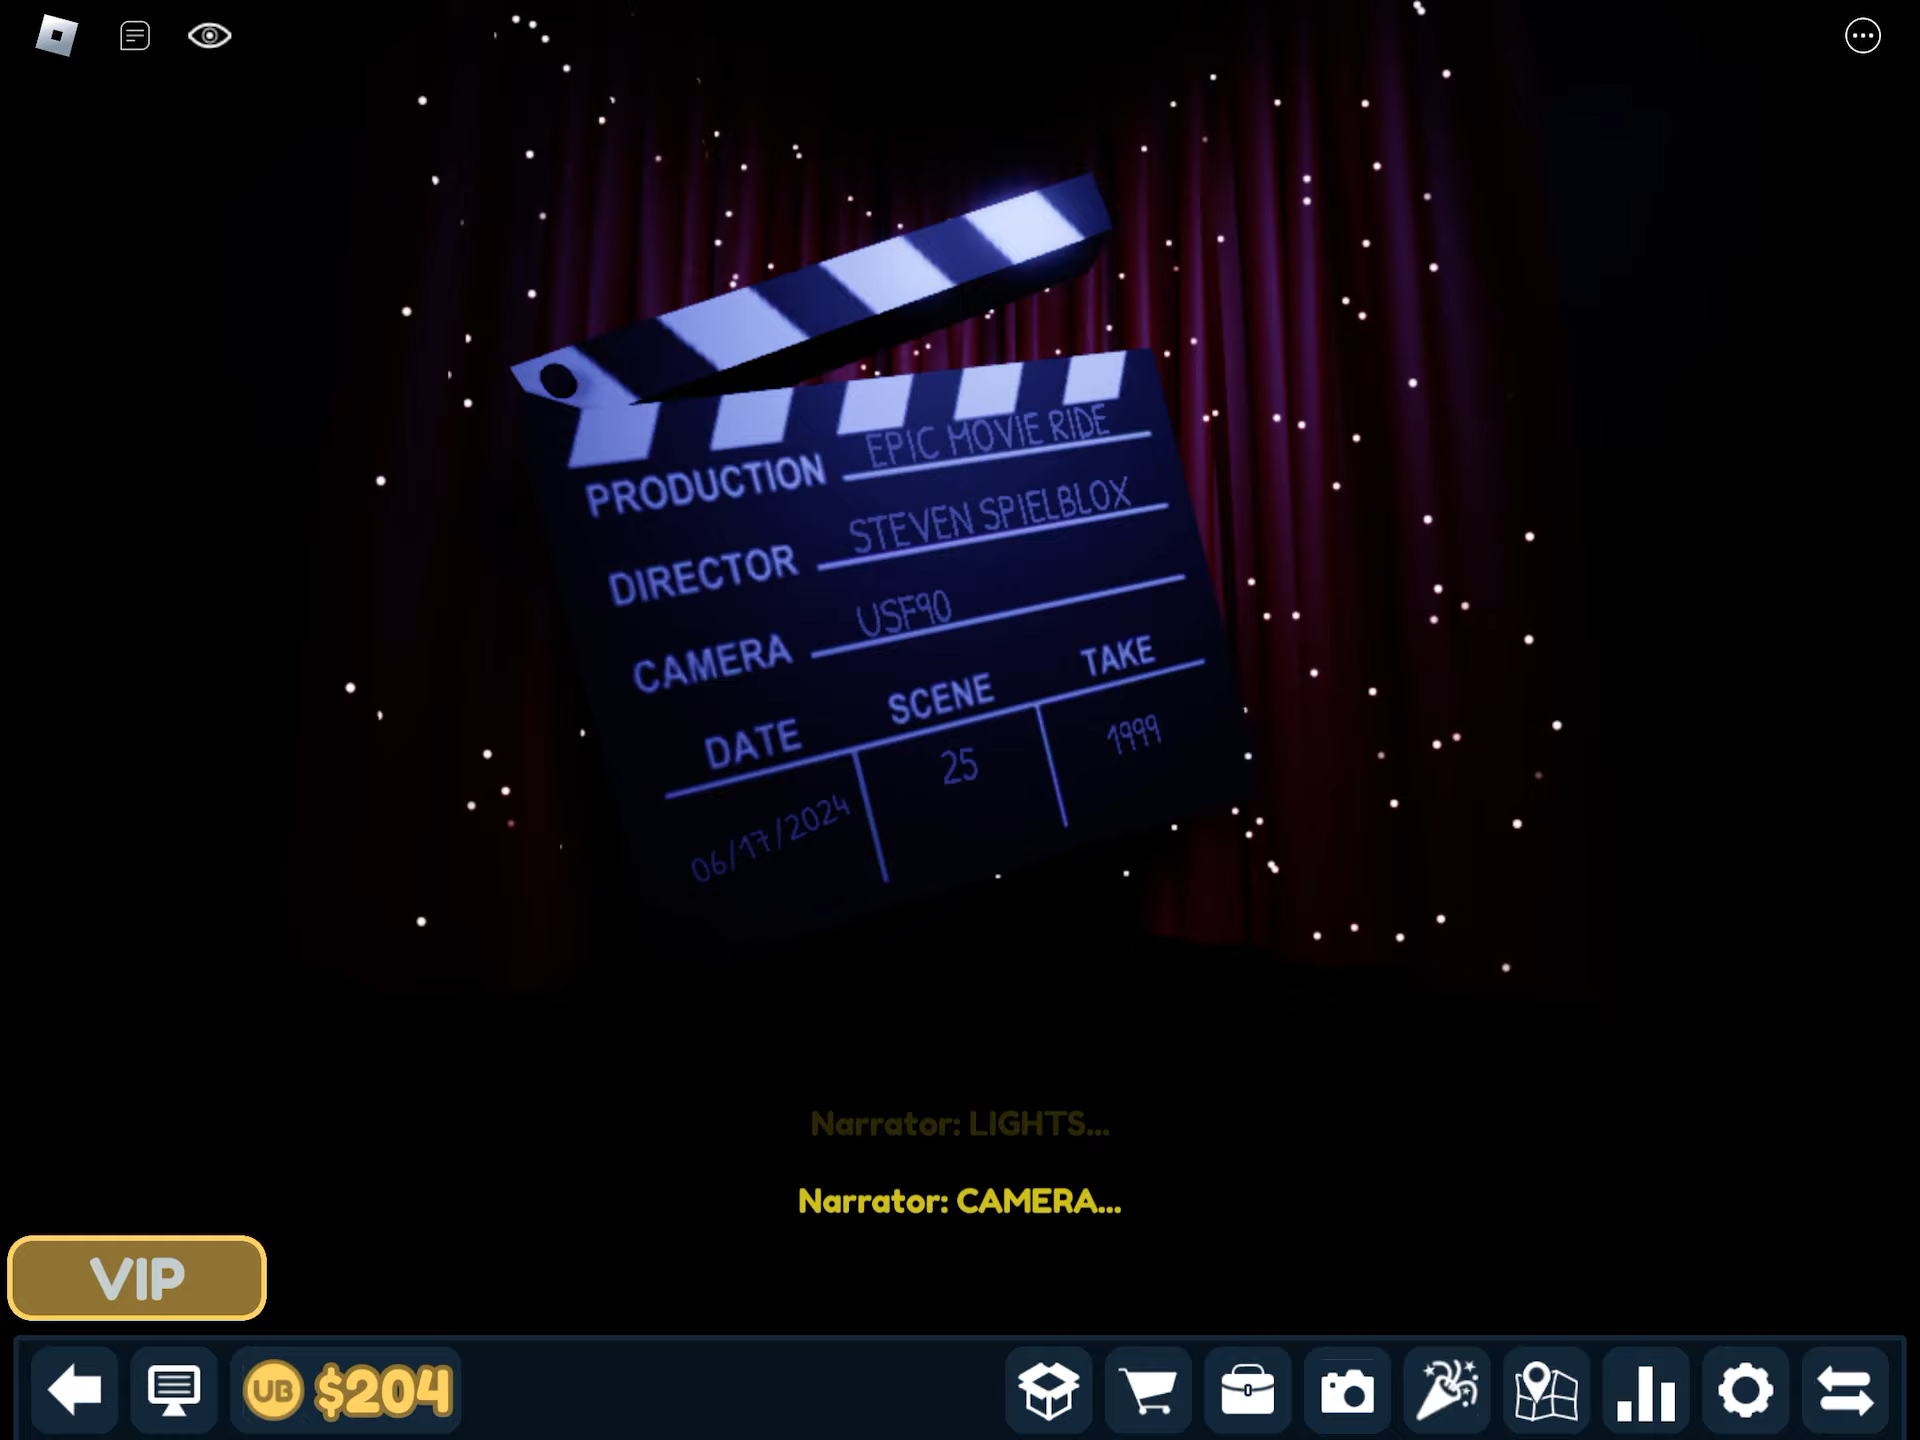 EPIC MOVIE RIDE
PRODUCTION
STEVEN SPIELBLOX
DIRECTOR
USF90
CAMERA
DATE SCENE TAKE
06/17/2024 25 1999
Narrator: LIGHTS...
Narrator: CAMERA...
VIP
UB $204